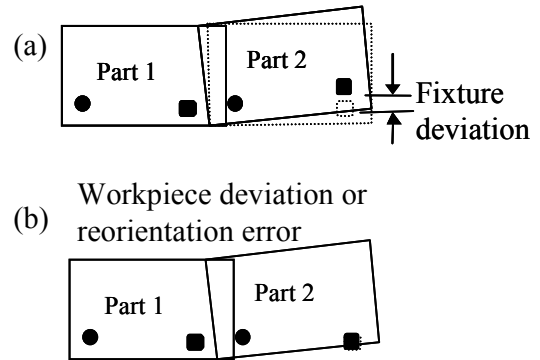 (a)
Part 1
Part 2
Fixture
deviation
(b)
Workpiece deviation or
reorientation error
Part 1
Part 2